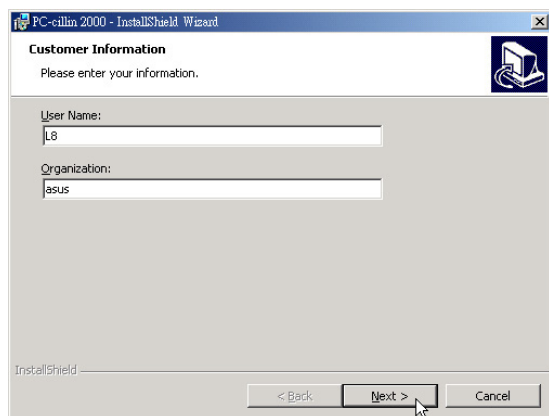 PC-cillin 2000 - InstallShield Wizard
Customer Information
Please enter your information.
User Name:
L8
Organization:
asus
InstallShield
< Back
Next >
Cancel